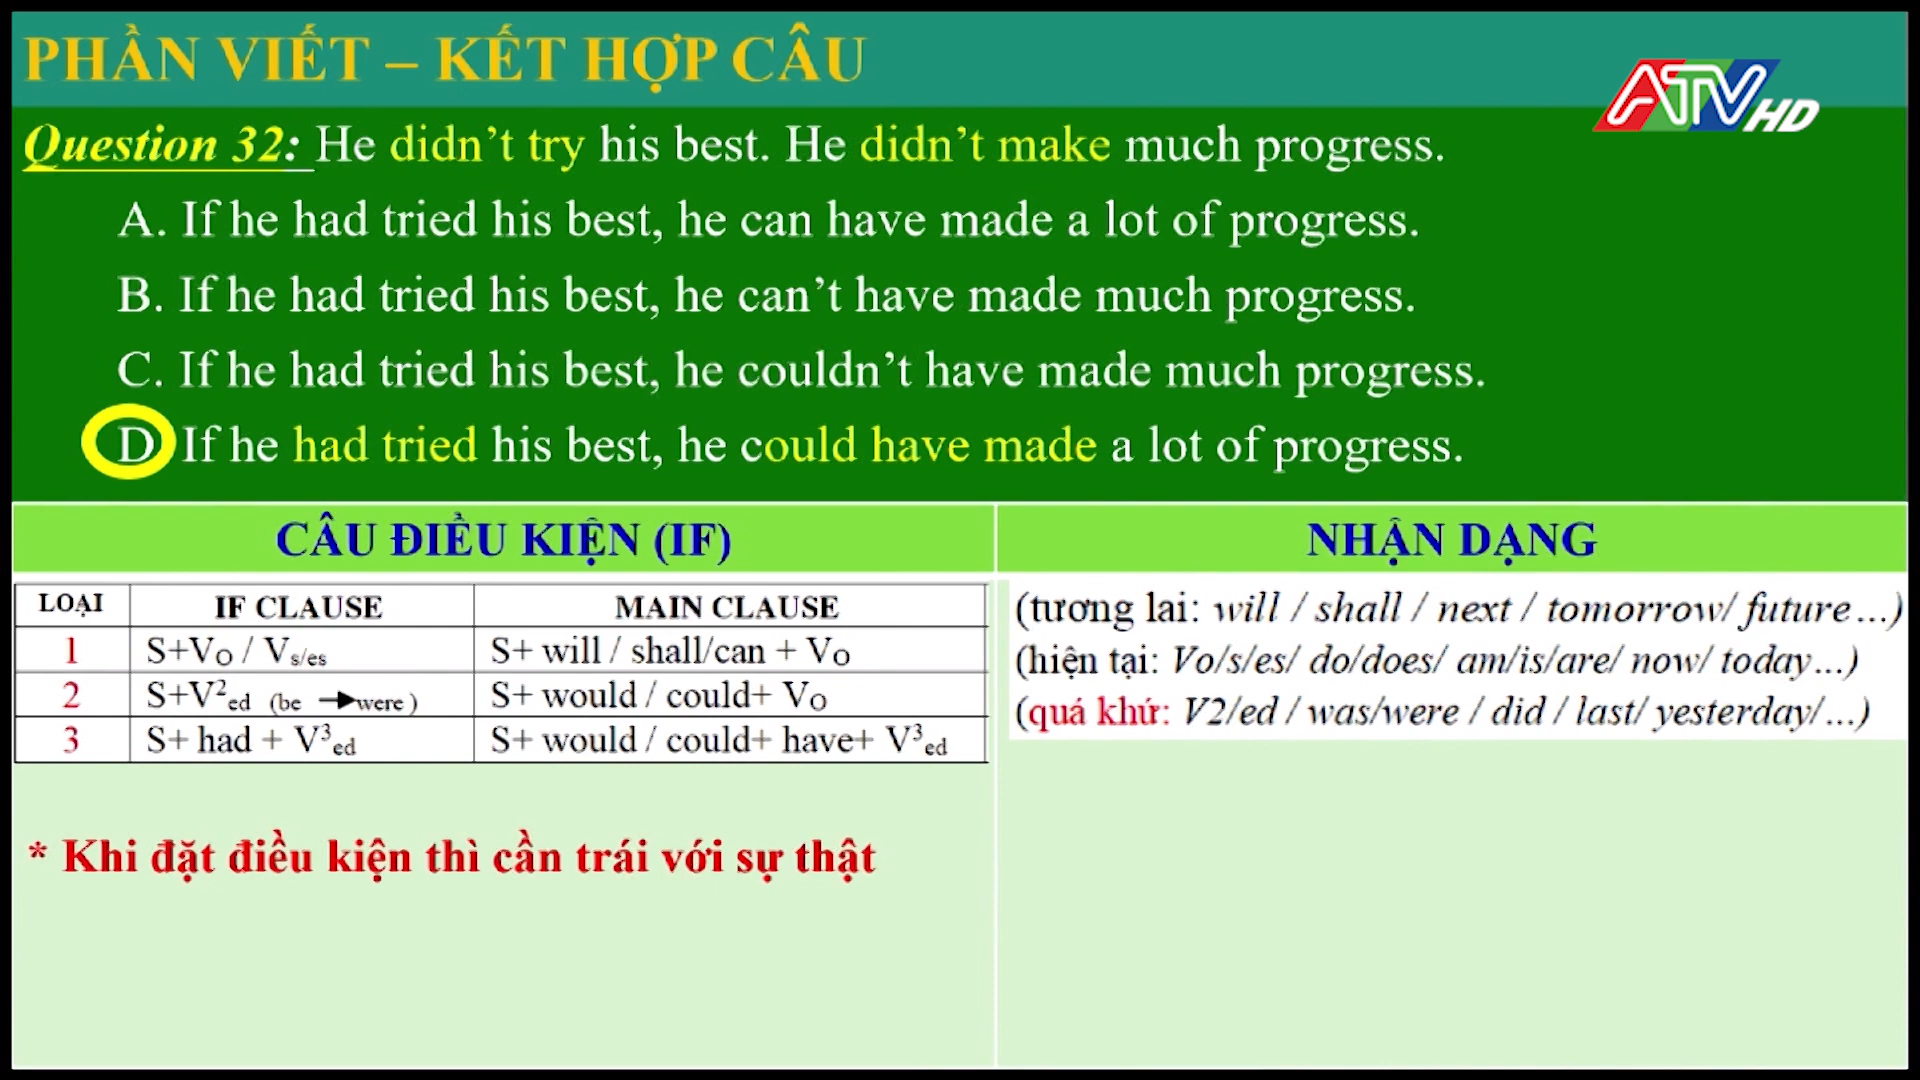 PHẦN VIẾT – KẾT HỢP CÂU
ATV HD
Question 32: He didn’t try his best. He didn’t make much progress.
A. If he had tried his best, he can have made a lot of progress.
B. If he had tried his best, he can’t have made much progress.
C. If he had tried his best, he couldn’t have made much progress.
D If he had tried his best, he could have made a lot of progress.
CÂU ĐIỀU KIỆN (IF)
NHẬN DẠNG
LOẠI IF CLAUSE MAIN CLAUSE
1 S+VO / Vs/es S+ will / shall/can + VO
2 S+V2ed (be →were ) S+ would / could+ VO
3 S+ had + V3ed S+ would / could+ have+ V3ed
(tương lai: will / shall / next / tomorrow/ future...)
(hiện tại: Vo/s/es/ do/does/ am/is/are/ now/ today...)
(quá khứ: V2/ed / was/were / did / last/ yesterday/...)
* Khi đặt điều kiện thì cần trái với sự thật